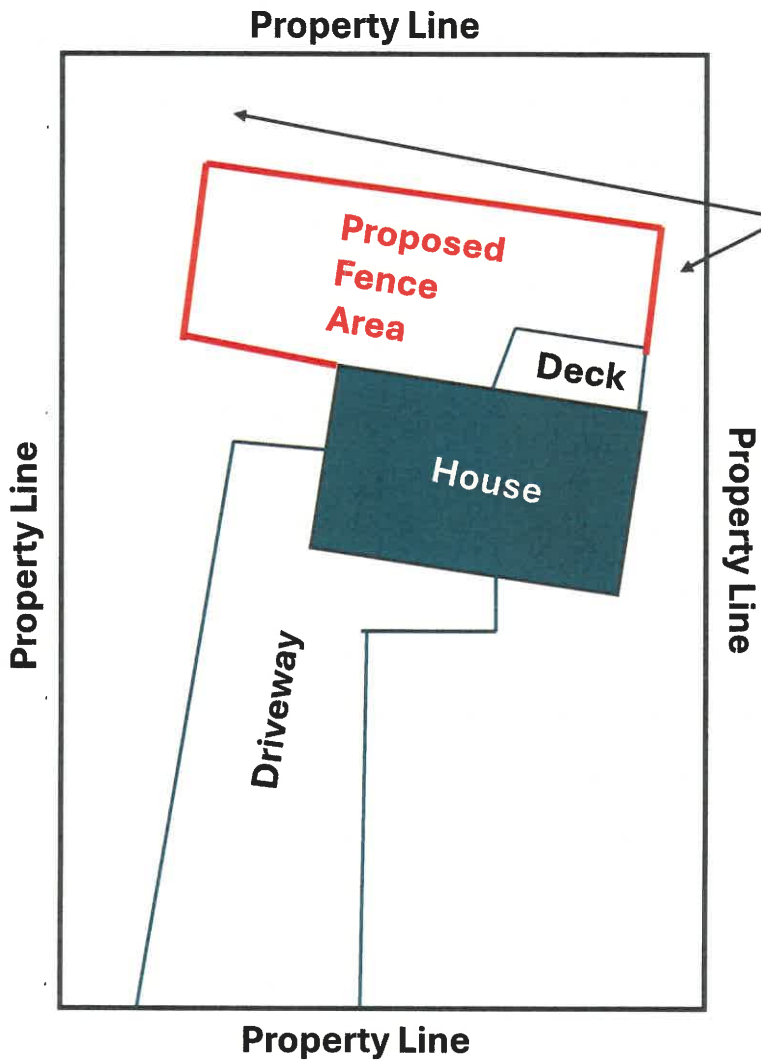 Property Line
Proposed
Fence
Area
Deck
House
Property Line
Property Line
Driveway
Property Line